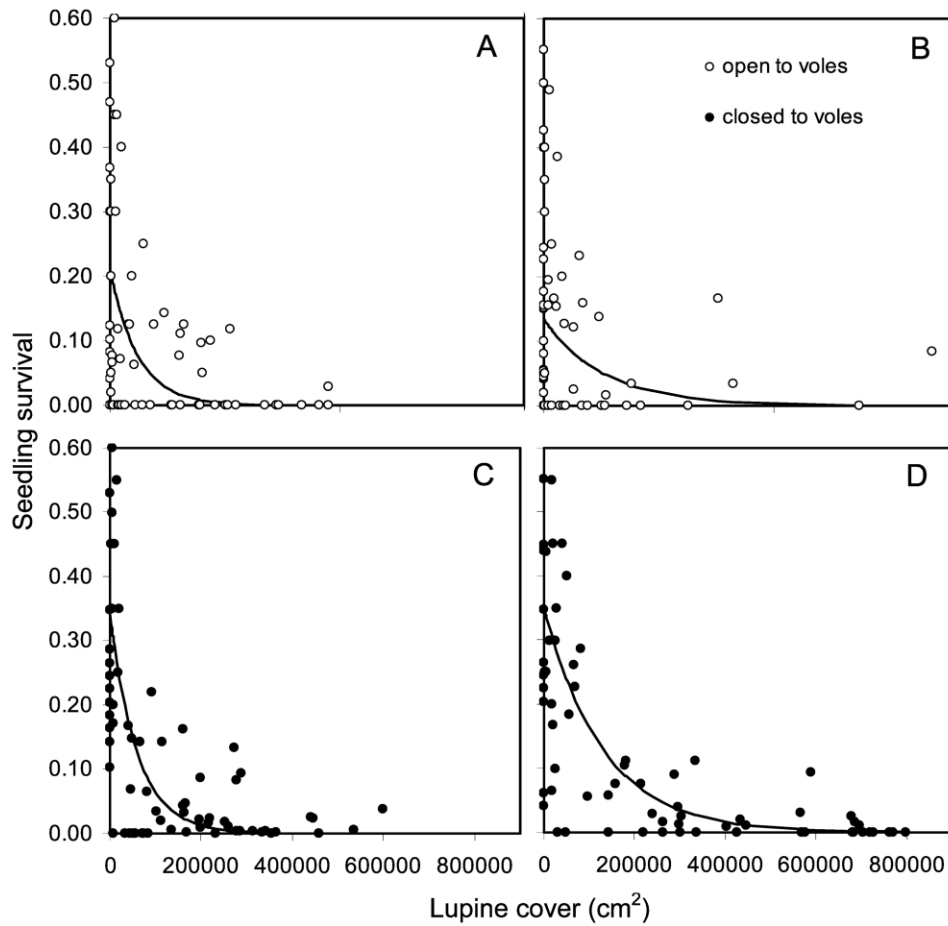 0.60
0.50
0.40
0.30
0.20
0.10
0.00
A
B
open to voles
closed to voles
Seedling survival
0.60
0.50
0.40
0.30
0.20
0.10
0.00
C
D
0 200000 400000 600000 800000 0 200000 400000 600000 800000
Lupine cover (cm²)